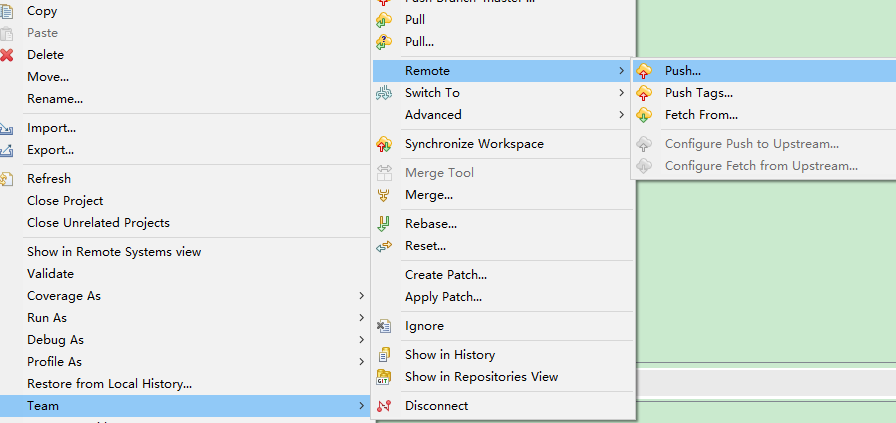 Copy
Paste
Delete
Move...
Rename...
Import...
Export...
Refresh
Close Project
Close Unrelated Projects
Show in Remote Systems view
Validate
Coverage As
Run As
Debug As
Profile As
Restore from Local History...
Team
Push Branch 'master'...
Pull
Pull...
Remote
Switch To
Advanced
Synchronize Workspace
Merge Tool
Merge...
Rebase...
Reset...
Create Patch...
Apply Patch...
Ignore
Show in History
GIT
Show in Repositories View
Disconnect
Push...
Push Tags...
Fetch From...
Configure Push to Upstream...
Configure Fetch from Upstream...